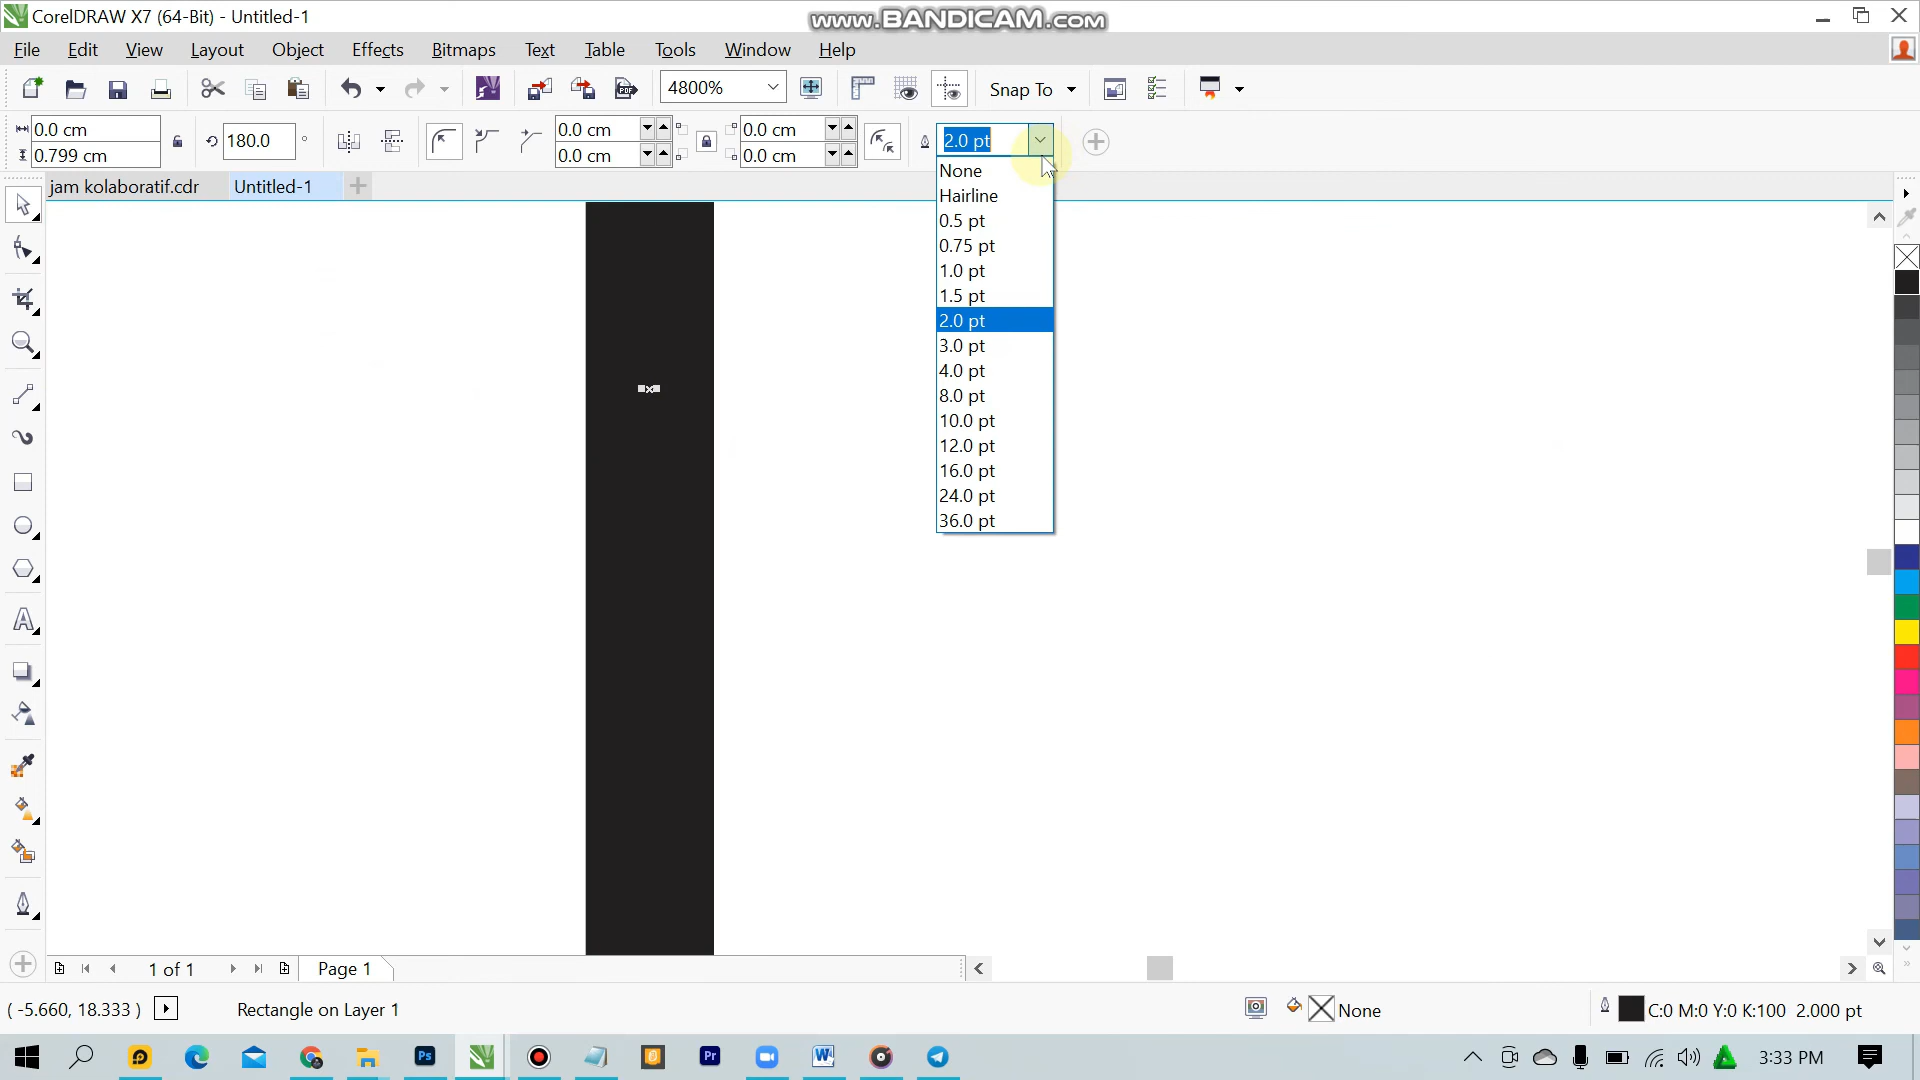 CorelDRAW X7 (64-Bit) - Untitled-1
www.BANDICAM.com
File Edit View Layout Object Effects Bitmaps Text Table Tools Window Help
PDF 4800% Snap To
0.0 cm
0.799 cm
180.0 °
0.0 cm
0.0 cm
0.0 cm
0.0 cm
2.0 pt
jam kolaboratif.cdr Untitled-1
None
Hairline
0.5 pt
0.75 pt
1.0 pt
1.5 pt
2.0 pt
3.0 pt
4.0 pt
8.0 pt
10.0 pt
12.0 pt
16.0 pt
24.0 pt
36.0 pt
1 of 1 Page 1
( -5.660, 18.333 ) Rectangle on Layer 1 None C:0 M:0 Y:0 K:100 2.000 pt
Ps Pr W 3:33 PM